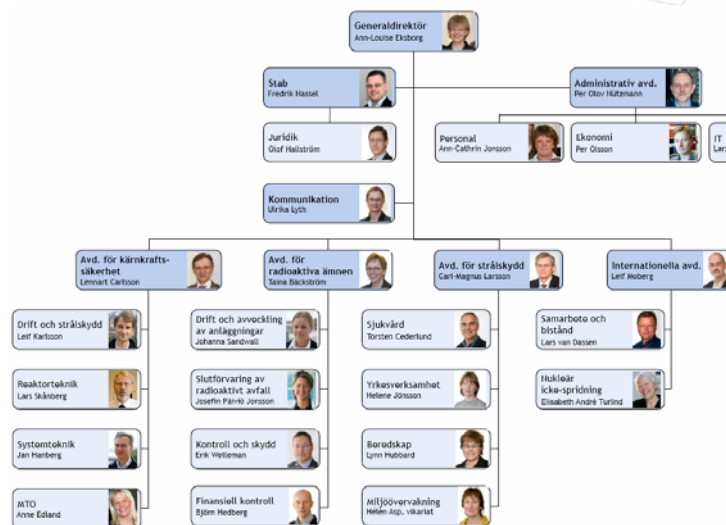 Generaldirektör
Ann-Louise Eksborg
Stab
Fredrik Hassel
Administrativ avd.
Per Olov Hützmann
Juridik
Olof Hallström
Personal
Ann-Cathrin Jonsson
Ekonomi
Per Olsson
IT
Lars
Kommunikation
Ulrika Lyth
Avd. för kärnkrafts-
säkerhet
Lennart Carlsson
Avd. för
radioaktiva ämnen
Taina Bäckström
Avd. för strålskydd
Carl-Magnus Larsson
Internationella avd.
Leif Moberg
Drift och strålskydd
Leif Karlsson
Drift och avveckling
av anläggningar
Johanna Sandwall
Sjukvård
Torsten Cederlund
Samarbete och
bistånd
Lars van Dassen
Reaktorteknik
Lars Skånberg
Slutförvaring av
radioaktivt avfall
Josefin Päiviö Jonsson
Yrkesverksamhet
Helene Jönsson
Nukleär
icke-spridning
Elisabeth André Turlind
Systemteknik
Jan Hanberg
Kontroll och skydd
Erik Welleman
Beredskap
Lynn Hubbard
MTO
Anne Edland
Finansiell kontroll
Björn Hedberg
Miljöövervakning
Helén Asp, vikariat